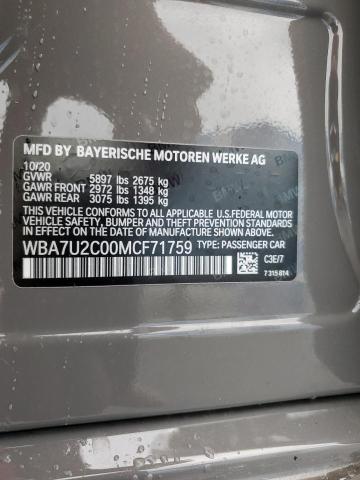 MFD BY BAYERISCHE MOTOREN WERKE AG
10/20
GVWR 5897 lbs 2675 kg
GAWR FRONT 2972 lbs 1348 kg
GAWR REAR 3075 lbs 1395 kg
THIS VEHICLE CONFORMS TO ALL APPLICABLE U.S. FEDERAL MOTOR
VEHICLE SAFETY, BUMPER AND THEFT PREVENTION STANDARDS
IN EFFECT ON THE DATE OF MANUFACTURE SHOWN ABOVE.
WBA7U2C00MCF71759 TYPE: PASSENGER CAR
C3E/7
7 315 814